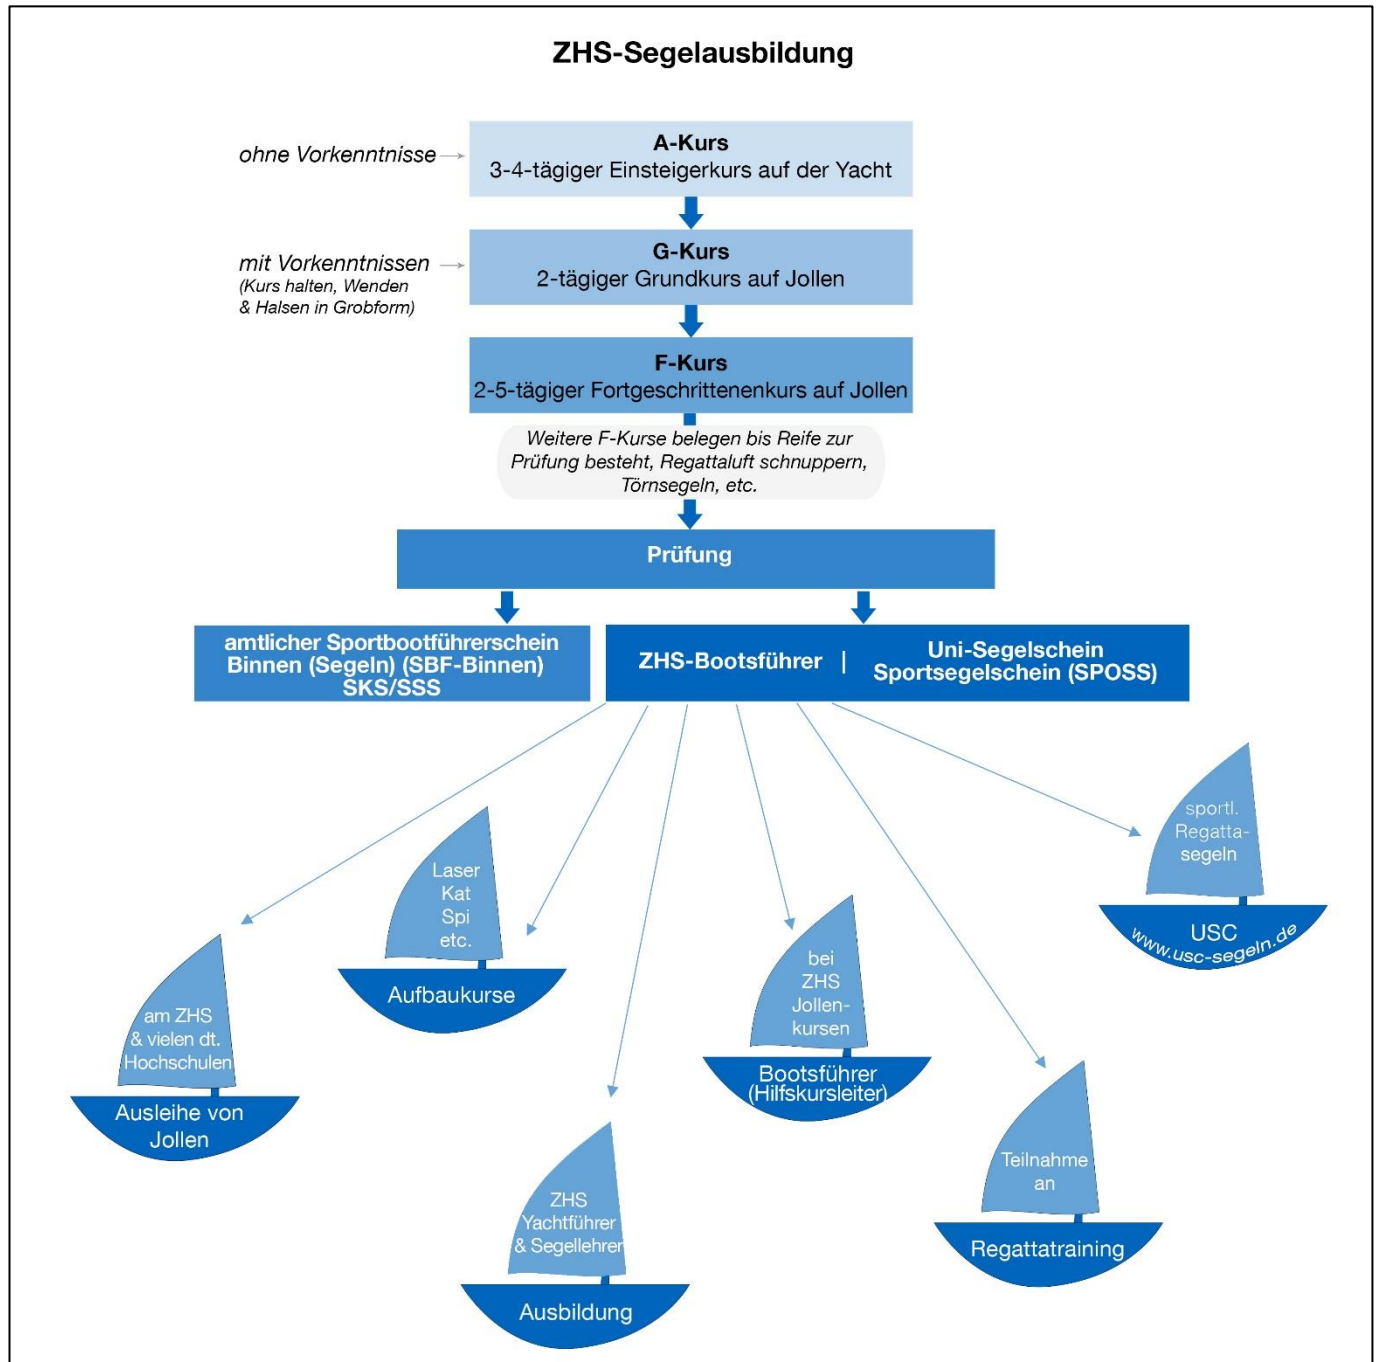 ZHS-Segelausbildung
ohne Vorkenntnisse
A-Kurs
3-4-tägiger Einsteigerkurs auf der Yacht
mit Vorkenntnissen
(Kurs halten, Wenden
& Halsen in Grobform)
G-Kurs
2-tägiger Grundkurs auf Jollen
F-Kurs
2-5-tägiger Fortgeschrittenenkurs auf Jollen
Weitere F-Kurse belegen bis Reife zur
Prüfung besteht, Regattaluft schnuppern,
Törnsegeln, etc.
Prüfung
amtlicher Sportbootführerschein
Binnen (Segeln) (SBF-Binnen)
SKS/SSS
ZHS-Bootsführer |
Uni-Segelschein
Sportsegelschein (SPOSS)
am ZHS
& vielen dt.
Hochschulen
Ausleihe von
Jollen
Laser
Kat
Spi
etc.
Aufbaukurse
ZHS
Yachtführer
& Segellehrer
Ausbildung
bei
ZHS
Jollen-
kursen
Bootsführer
(Hilfskursleiter)
Teilnahme
an
Regattatraining
sportl.
Regatta-
segeln
USC
www.usc-segeln.de